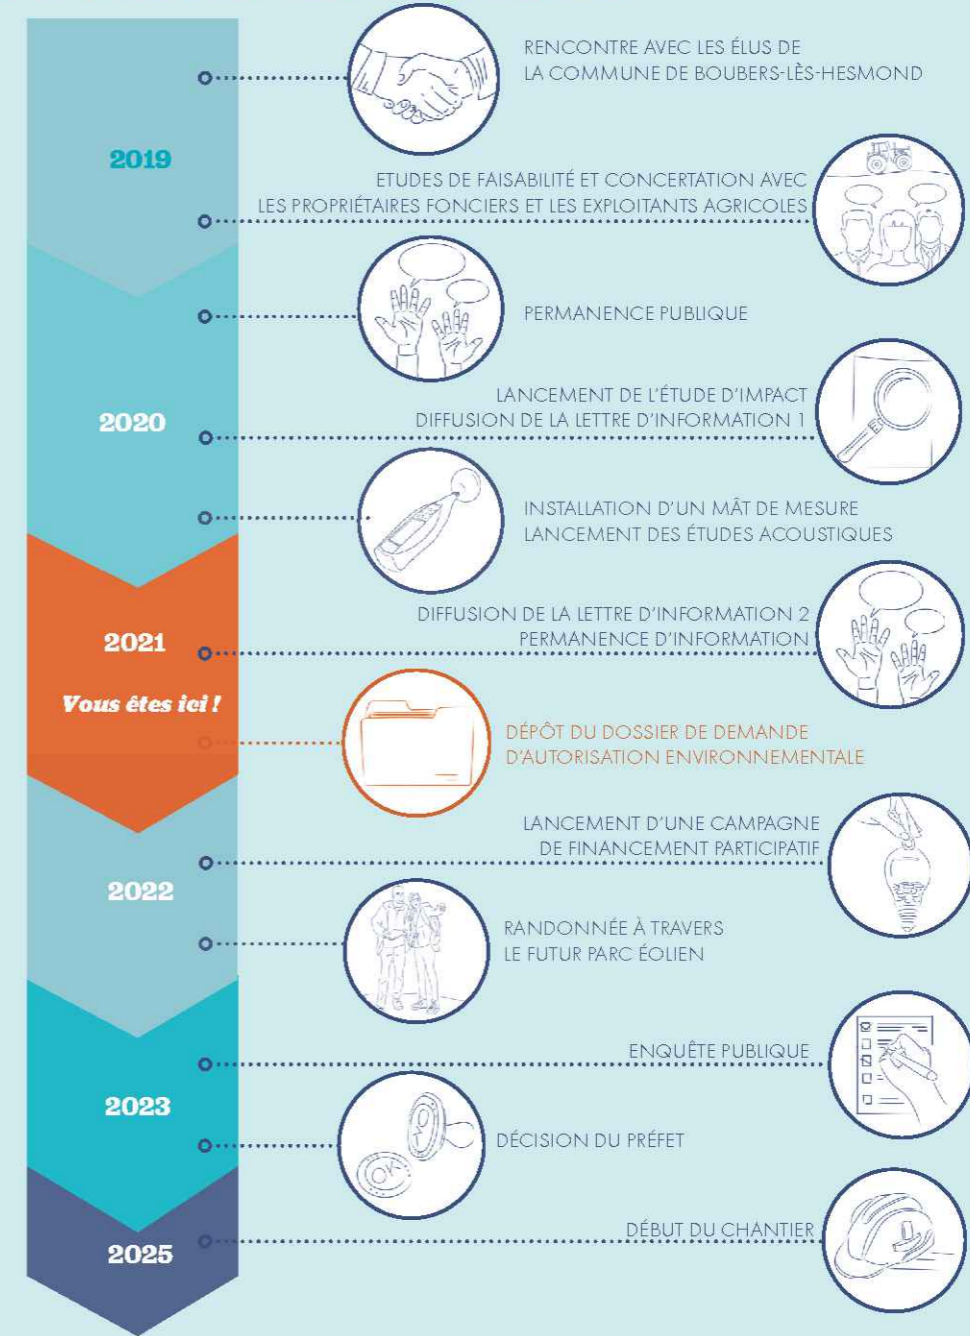 RENCONTRE AVEC LES ÉLUS DE
LA COMMUNE DE BOUBERS-LÈS-HESMOND
2019
ETUDES DE FAISABILITÉ ET CONCERTATION AVEC
LES PROPRIÉTAIRES FONCIERS ET LES EXPLOITANTS AGRICOLES
PERMANENCE PUBLIQUE
2020
LANCEMENT DE L'ÉTUDE D'IMPACT
DIFFUSION DE LA LETTRE D'INFORMATION 1
INSTALLATION D'UN MÂT DE MESURE
LANCEMENT DES ÉTUDES ACOUSTIQUES
2021
DIFFUSION DE LA LETTRE D'INFORMATION 2
PERMANENCE D'INFORMATION
Vous êtes ici !
DÉPÔT DU DOSSIER DE DEMANDE
D'AUTORISATION ENVIRONNEMENTALE
LANCEMENT D'UNE CAMPAGNE
DE FINANCEMENT PARTICIPATIF
2022
RANDONNÉE À TRAVERS
LE FUTUR PARC ÉOLIEN
ENQUÊTE PUBLIQUE
2023
DÉCISION DU PRÉFET
OK
DÉBUT DU CHANTIER
2025